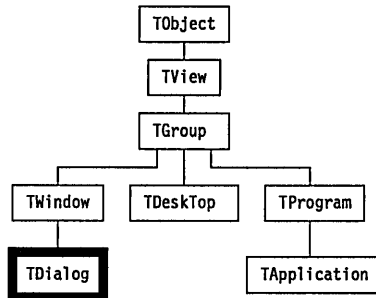 TObject
TView
TGroup
TWindow
TDeskTop
TProgram
TDialog
TApplication